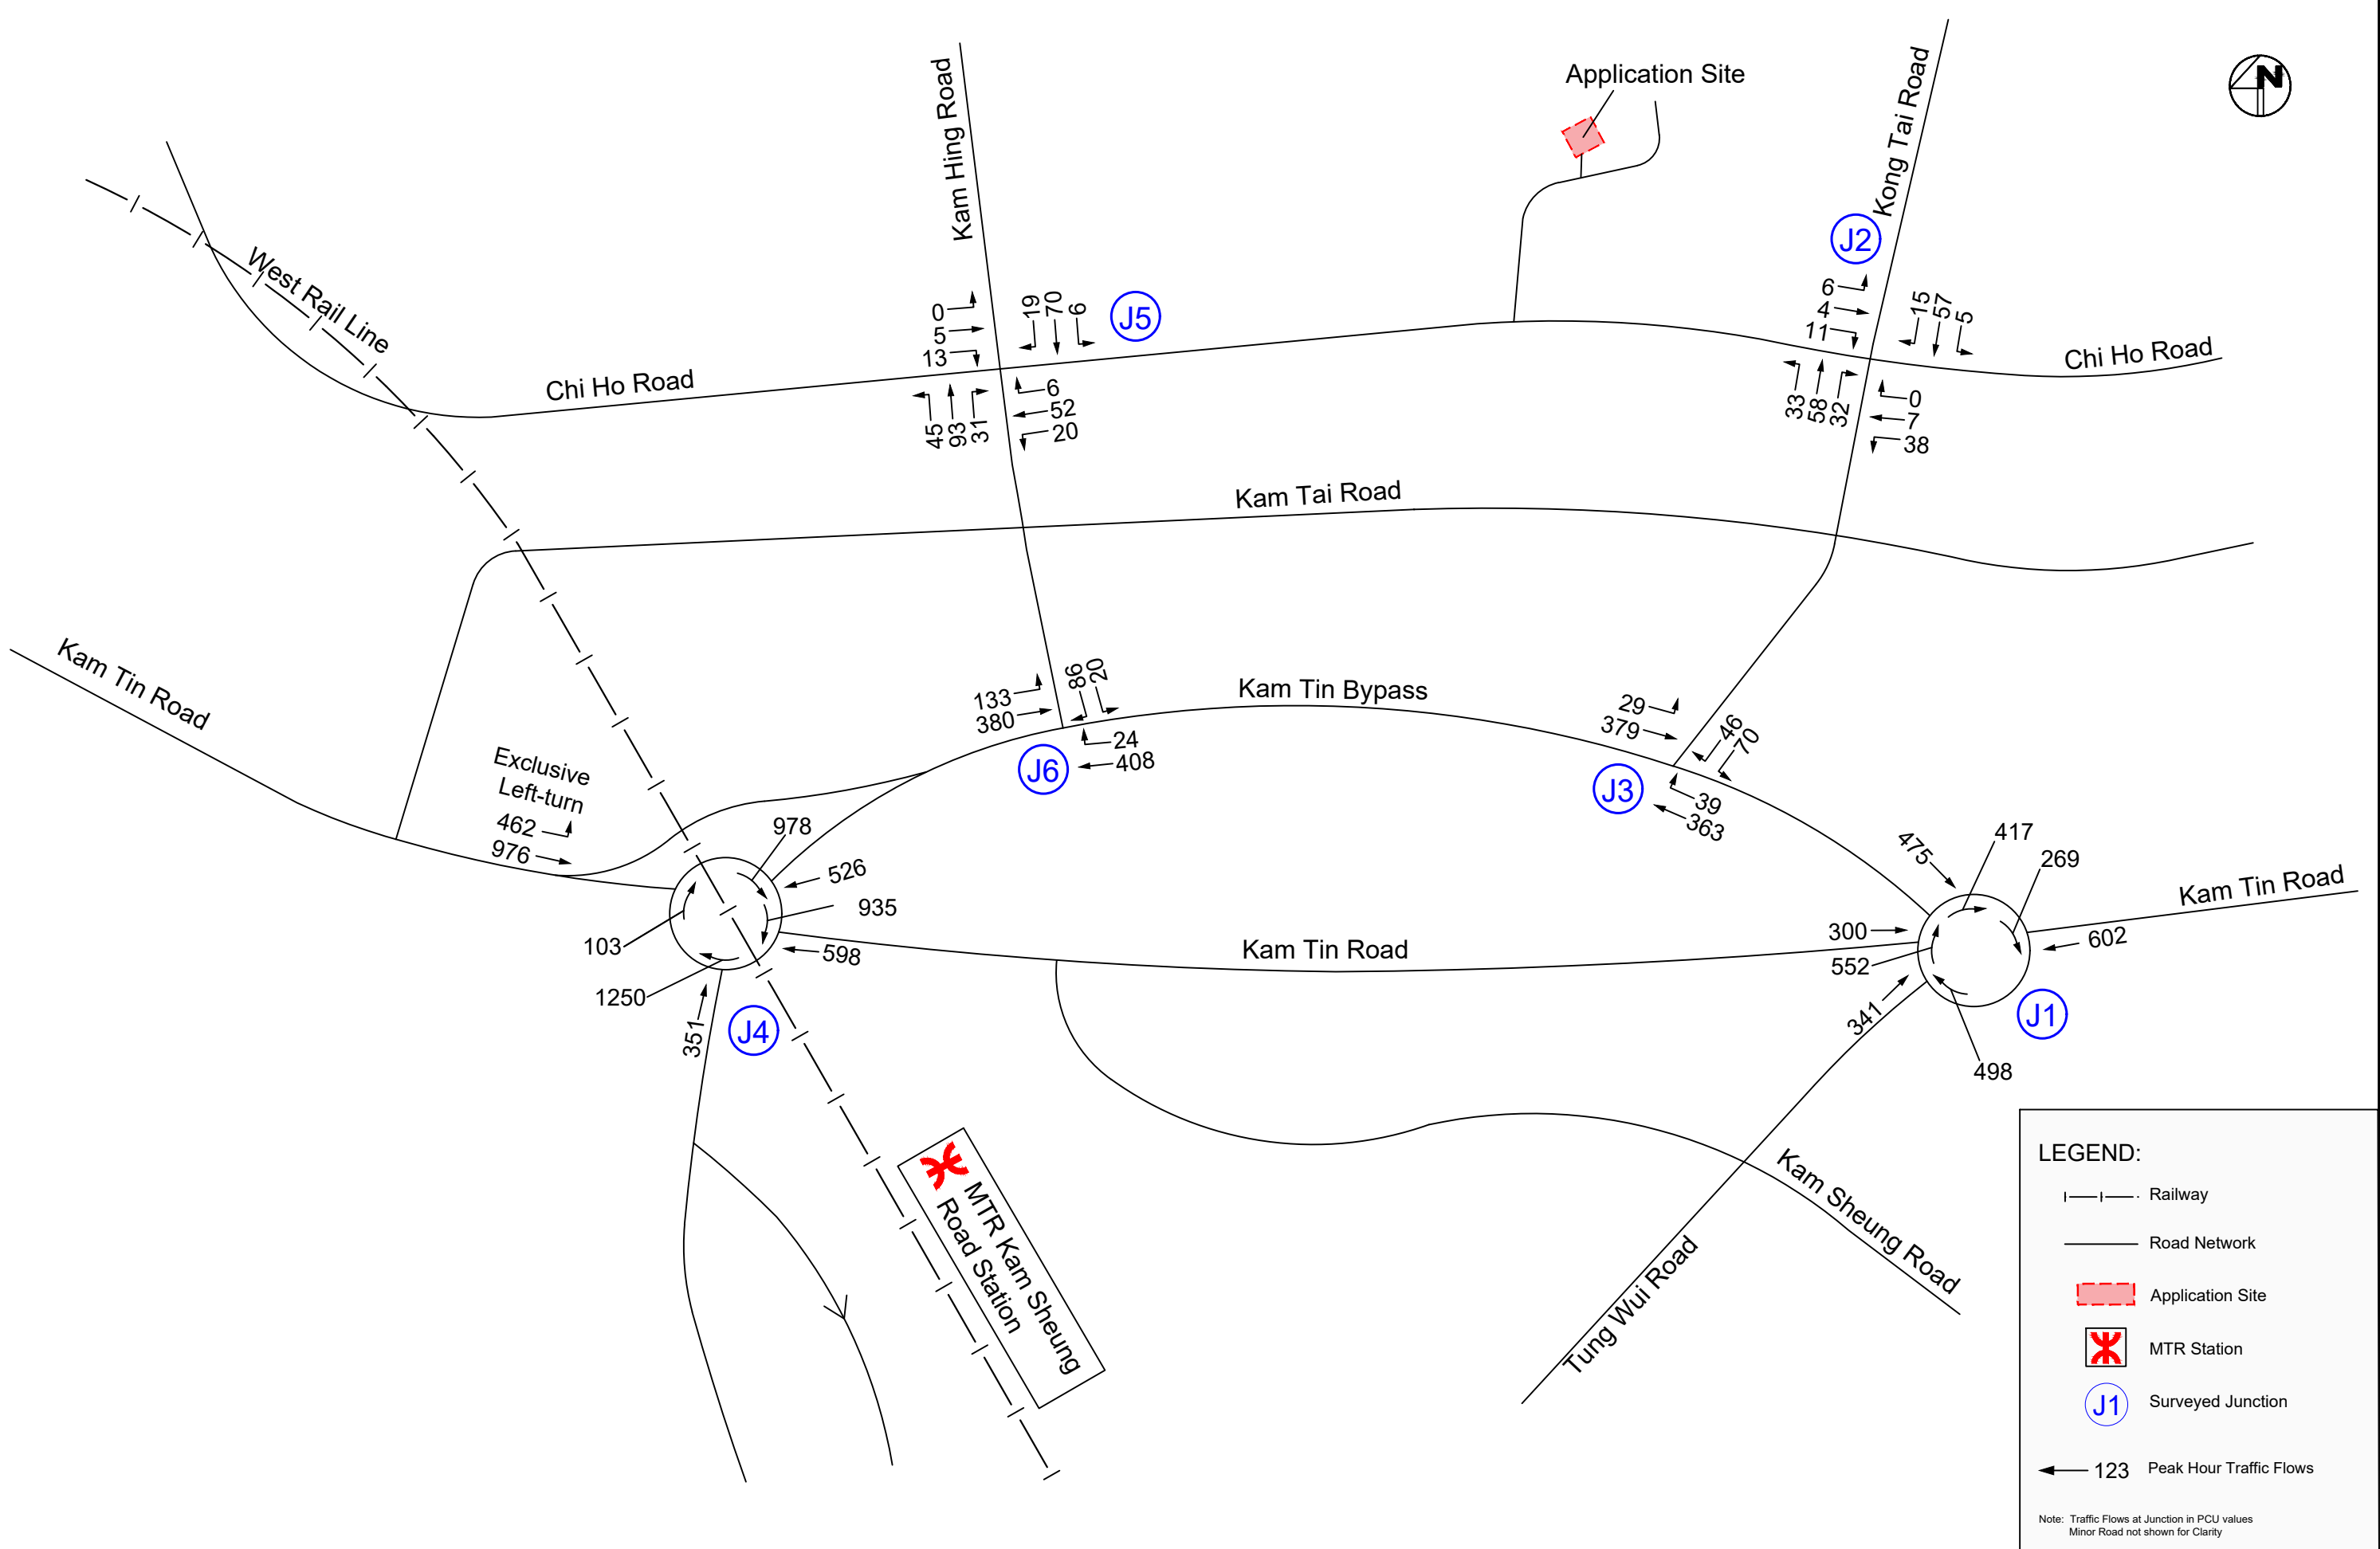 Application Site
N
Kam Hing Road
Kong Tai Road
J2
West Rail Line
6
4
11
15
57
5
0
5
13
19
70
6
J5
Chi Ho Road
Chi Ho Road
6
52
20
45
93
31
33
58
32
0
7
38
Kam Tai Road
Kam Tin Road
133
380
86
20
Kam Tin Bypass
29
379
46
70
24
408
J6
J3
39
363
Exclusive
Left-turn
462
976
978
526
935
103
598
1250
351
J4
Kam Tin Road
475
417
269
Kam Tin Road
300
602
552
341
J1
498
MTR Kam Sheung
Road Station
Kam Sheung Road
Tung Wui Road
LEGEND:
Railway
Road Network
Application Site
MTR Station
J1
Surveyed Junction
123
Peak Hour Traffic Flows
Note: Traffic Flows at Junction in PCU values
Minor Road not shown for Clarity